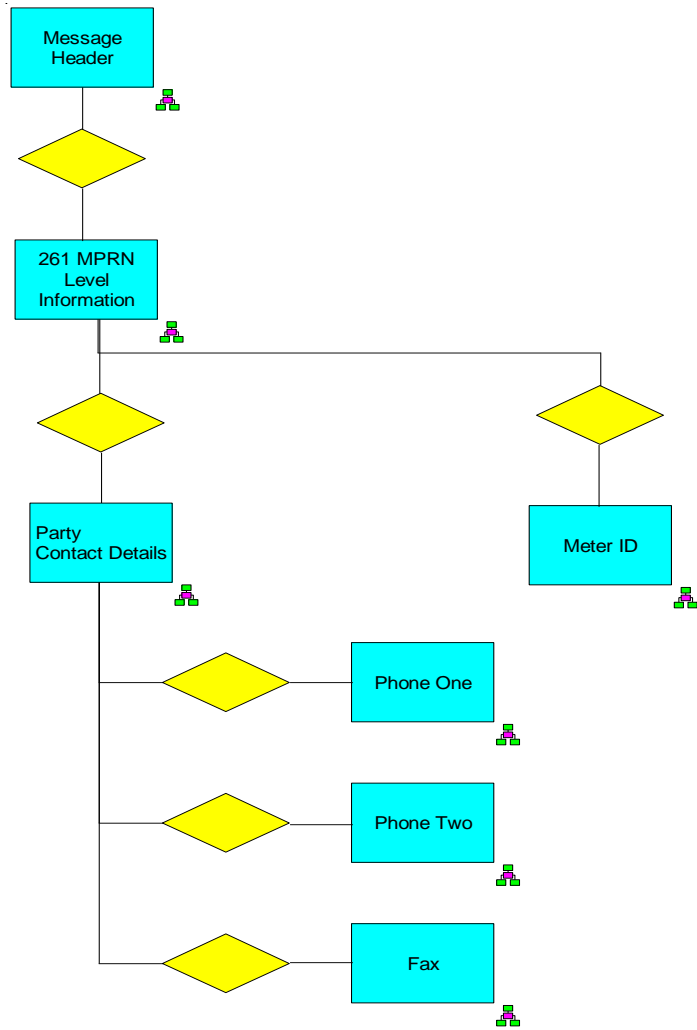 Message
Header
261 MPRN
Level
Information
Party
Contact Details
Meter ID
Phone One
Phone Two
Fax